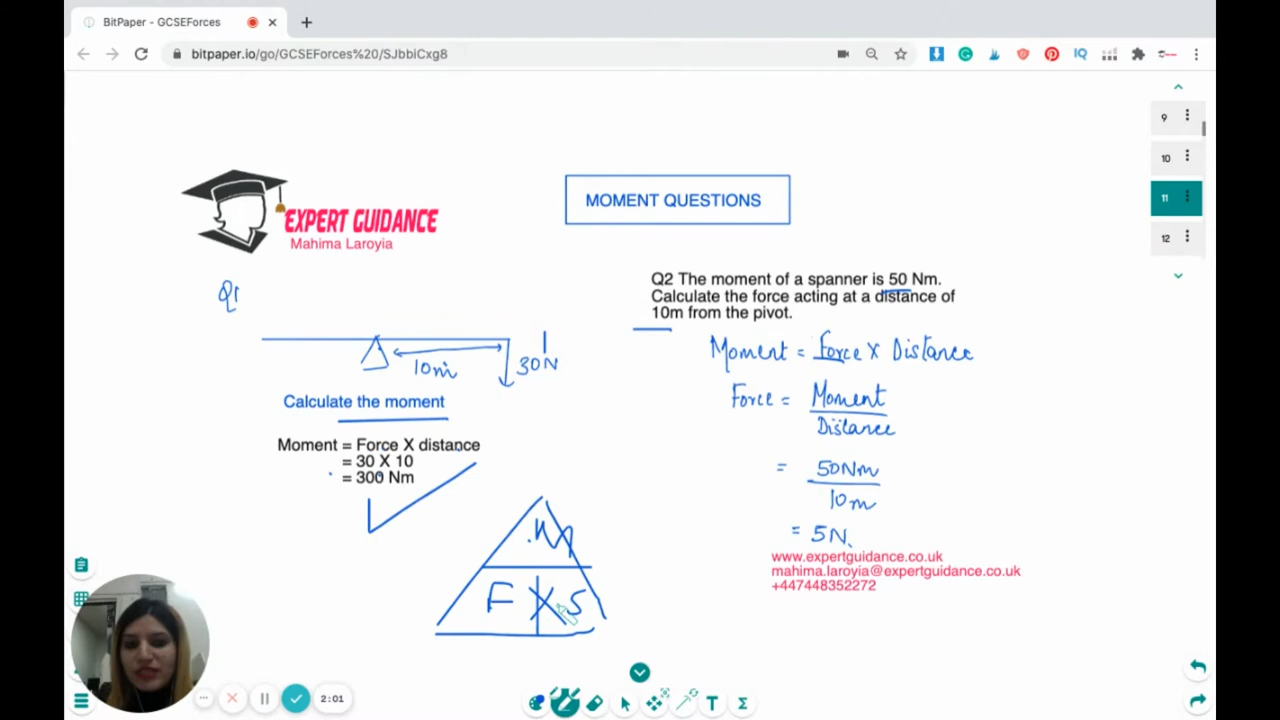 BitPaper - GCSEForces
bitpaper.io/go/GCSEForces%20/SJbbiCxg8
9
10
11
12
EXPERT GUIDANCE
Mahima Laroyia
MOMENT QUESTIONS
Q1
10m
30N
Calculate the moment
Moment = Force X distance
= 30 X 10
= 300 Nm
M
F X S
Q2 The moment of a spanner is 50 Nm.
Calculate the force acting at a distance of
10m from the pivot.
Moment = Force X Distance
Force = Moment
Distance
= 50Nm
10m
= 5N.
www.expertguidance.co.uk
mahima.laroyia@expertguidance.co.uk
+447448352272
2:01